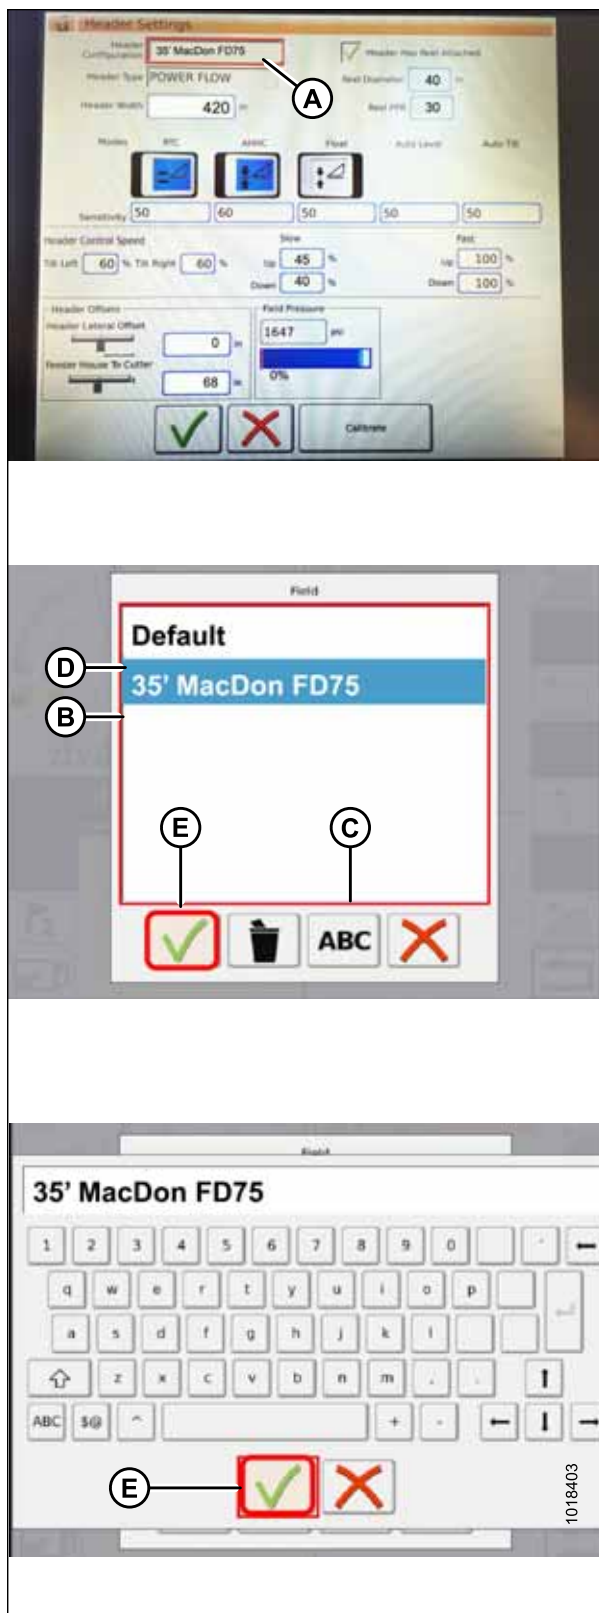 Header Settings
Header Configuration 35' MacDon FD75
Header Has Reel Attached
A
Header Type POWER FLOW
Reel Diameter 40 in
Header Width 420 in
Reel PPR 30
Modes RTC AHHC Float Auto Level Auto Tilt
Sensitivity 50 60 50 50 50
Header Control Speed
Slow
Fast
Tilt Left 60 % Tilt Right 60 %
Up 45 %
Up 100 %
Down 40 %
Down 100 %
Header Offsets
Field Pressure
Header Lateral Offset
0 in
1647 psi
Feeder House To Cutter
68 in
0%
Calibrate
Field
Default
D
35' MacDon FD75
B
E
C
ABC
Field
35' MacDon FD75
1 2 3 4 5 6 7 8 9 0
q w e r t y u i o p
a s d f g h j k l
z x c v b n m , .
ABC $@ ^ + -
E
1018403